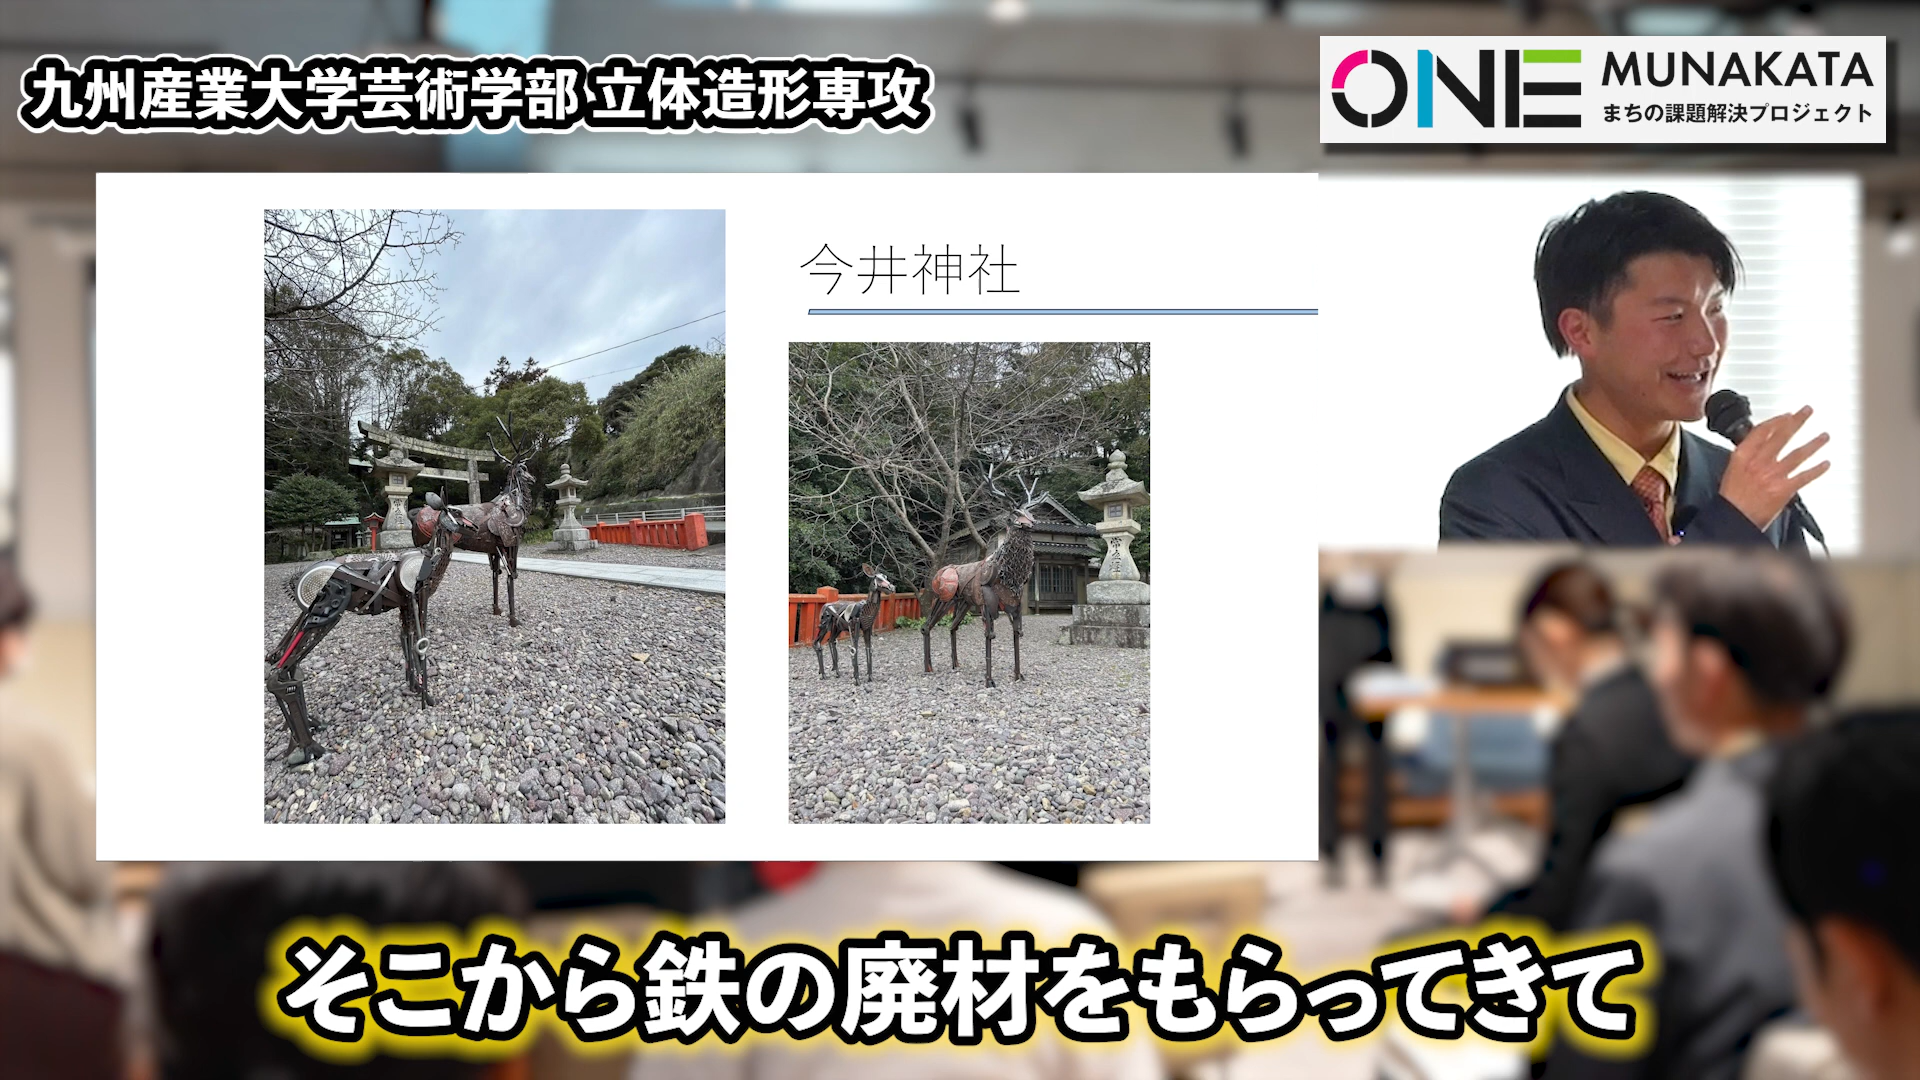 九州産業大学芸術学部 立体造形専攻
ONE MUNAKATA
まちの課題解決プロジェクト
今井神社
そこから鉄の廃材をもらってきて